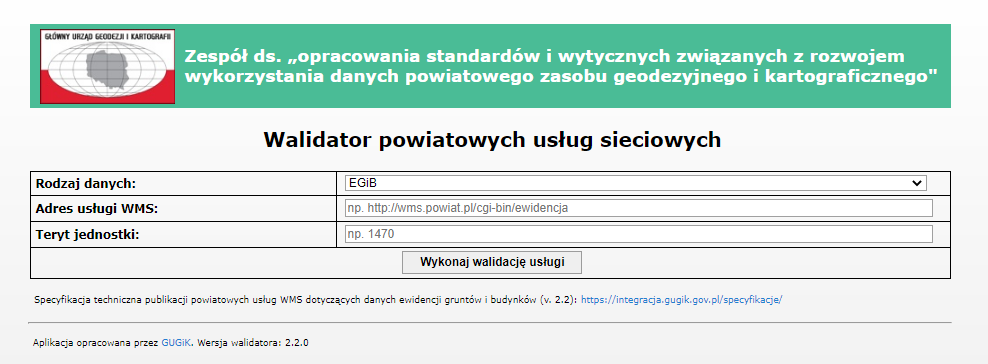 GŁÓWNY URZĄD GEODEZJI I KARTOGRAFII
Zespół ds. „opracowania standardów i wytycznych związanych z rozwojem
wykorzystania danych powiatowego zasobu geodezyjnego i kartograficznego"
Walidator powiatowych usług sieciowych
Rodzaj danych: EGiB
Adres usługi WMS: np. http://wms.powiat.pl/cgi-bin/ewidencja
Teryt jednostki: np. 1470
Wykonaj walidację usługi
Specyfikacja techniczna publikacji powiatowych usług WMS dotyczących danych ewidencji gruntów i budynków (v. 2.2): https://integracja.gugik.gov.pl/specyfikacje/
Aplikacja opracowana przez GUGiK. Wersja walidatora: 2.2.0